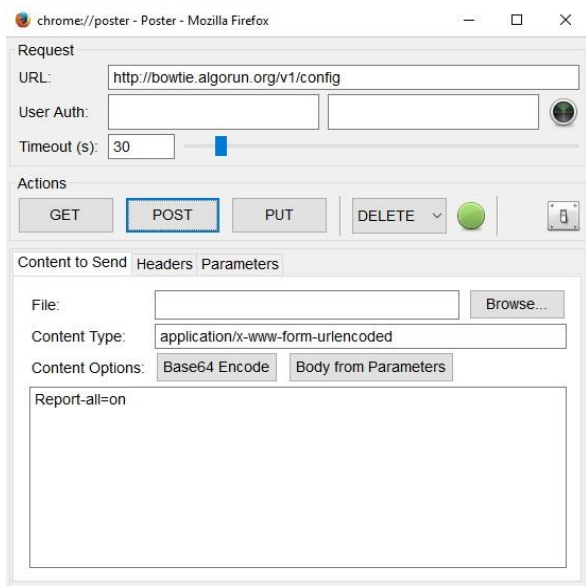 chrome://poster - Poster - Mozilla Firefox
Request
URL: http://bowtie.algorun.org/v1/config
User Auth:
Timeout (s): 30
Actions
GET POST PUT DELETE
Content to Send Headers Parameters
File: Browse...
Content Type: application/x-www-form-urlencoded
Content Options: Base64 Encode Body from Parameters
Report-all=on